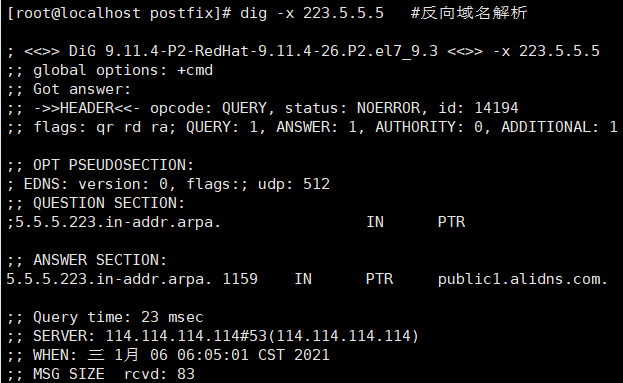 [root@localhost postfix]# dig -x 223.5.5.5   #反向域名解析
; <<>> DiG 9.11.4-P2-RedHat-9.11.4-26.P2.el7_9.3 <<>> -x 223.5.5.5
;; global options: +cmd
;; Got answer:
;; ->>HEADER<<- opcode: QUERY, status: NOERROR, id: 14194
;; flags: qr rd ra; QUERY: 1, ANSWER: 1, AUTHORITY: 0, ADDITIONAL: 1
;; OPT PSEUDOSECTION:
; EDNS: version: 0, flags:; udp: 512
;; QUESTION SECTION:
;5.5.5.223.in-addr.arpa.		IN	PTR
;; ANSWER SECTION:
5.5.5.223.in-addr.arpa.	1159	IN	PTR	public1.alidns.com.
;; Query time: 23 msec
;; SERVER: 114.114.114.114#53(114.114.114.114)
;; WHEN: 三 1月 06 06:05:01 CST 2021
;; MSG SIZE  rcvd: 83